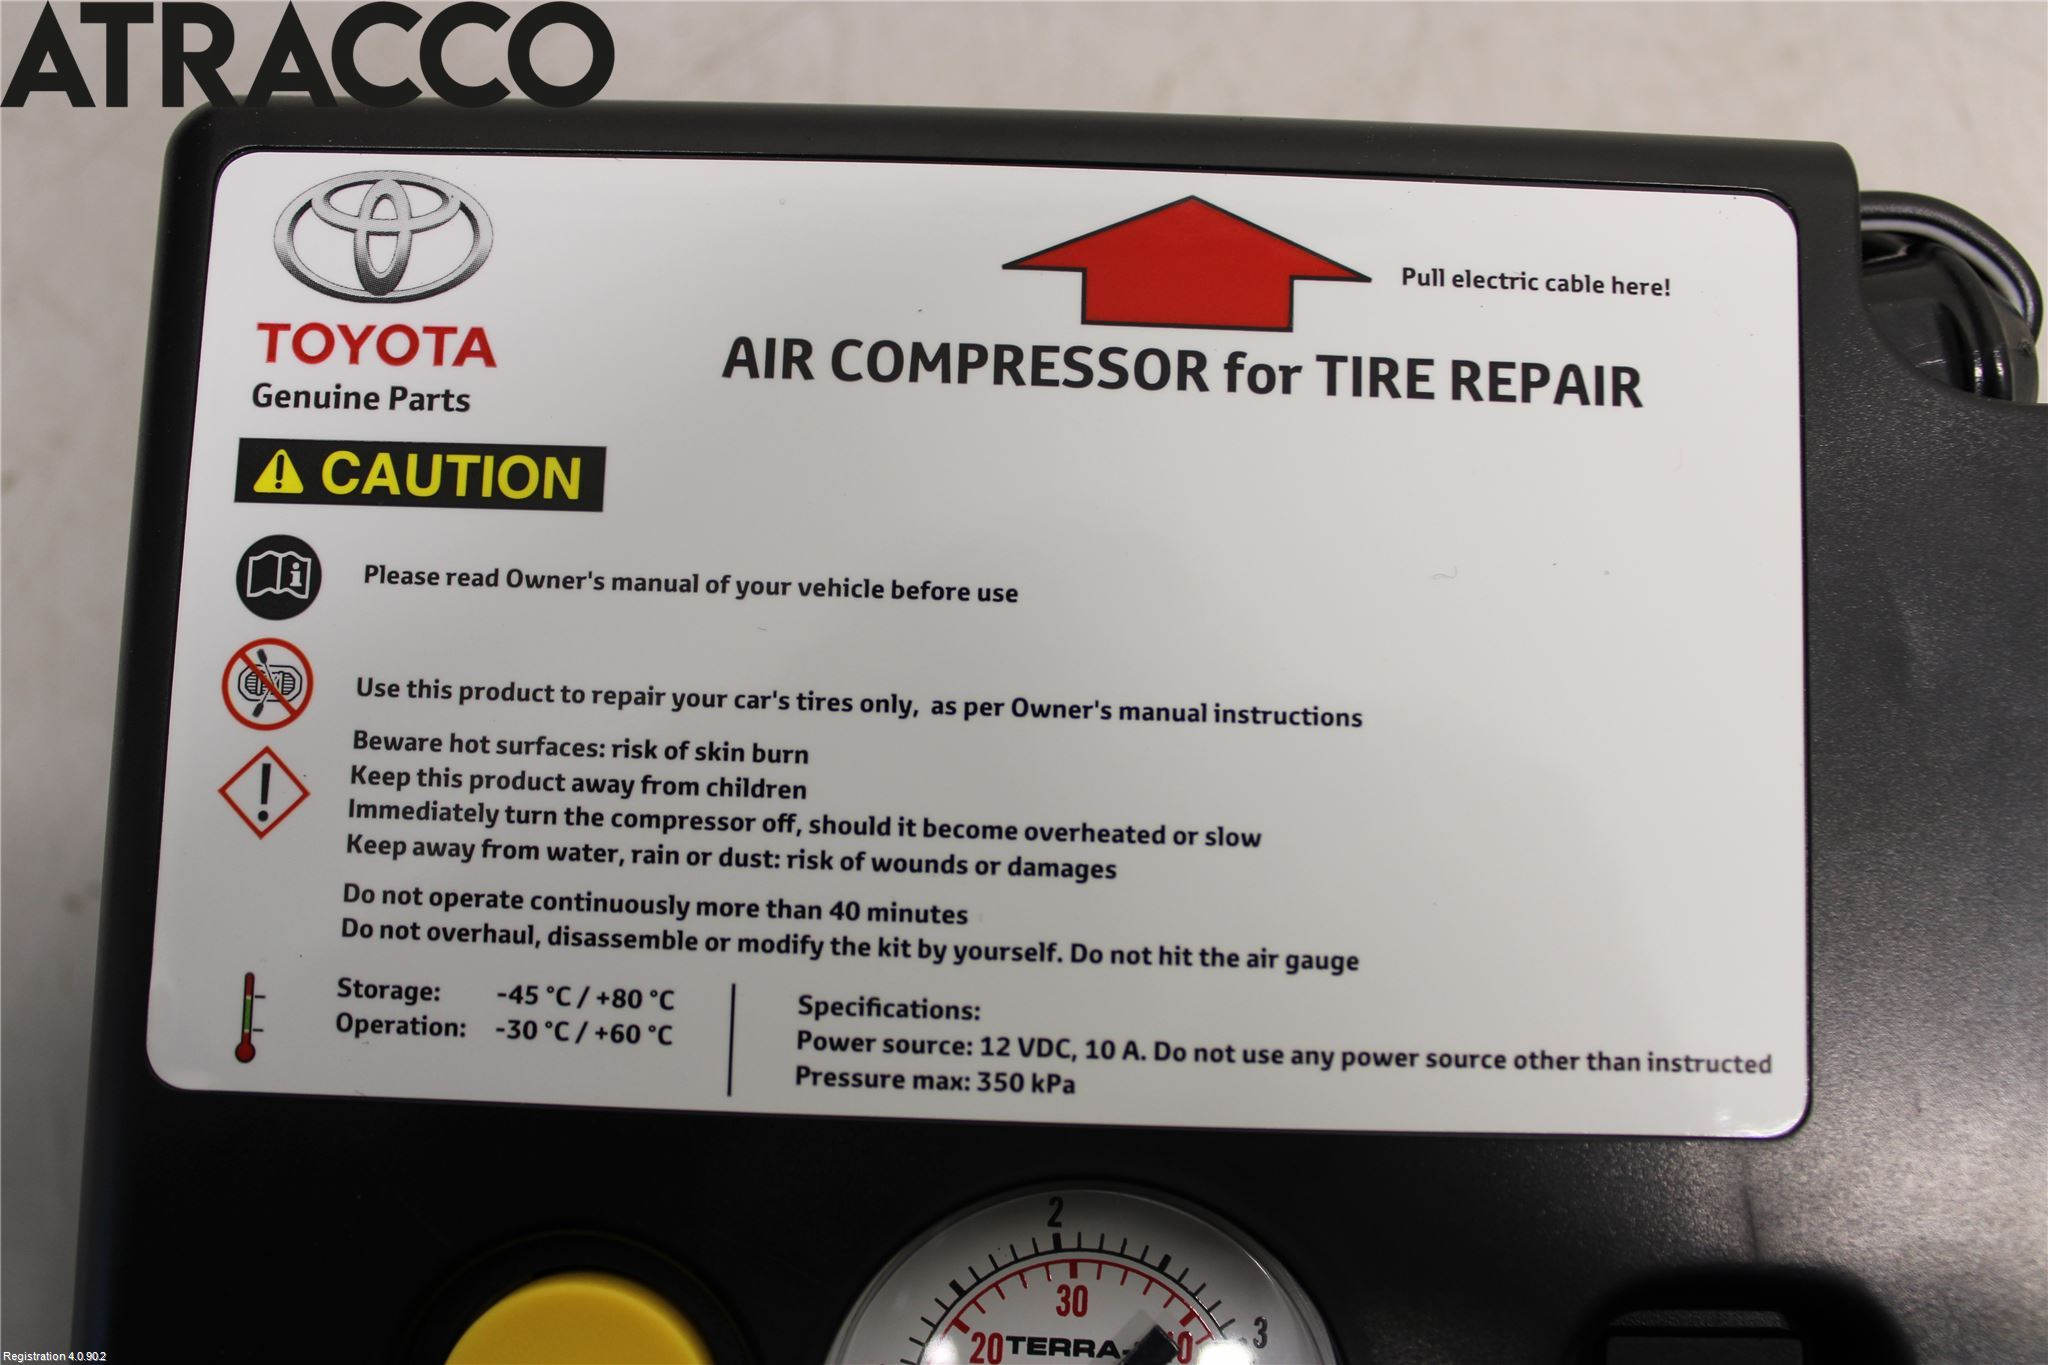 ATRACCO
Pull electric cable here!
TOYOTA
Genuine Parts
AIR COMPRESSOR for TIRE REPAIR
CAUTION
Please read Owner's manual of your vehicle before use
Use this product to repair your car's tires only, as per Owner's manual instructions
Beware hot surfaces: risk of skin burn
Keep this product away from children
Immediately turn the compressor off, should it become overheated or slow
Keep away from water, rain or dust: risk of wounds or damages
Do not operate continuously more than 40 minutes
Do not overhaul, disassemble or modify the kit by yourself. Do not hit the air gauge
Storage: -45 °C / +80 °C
Operation: -30 °C / +60 °C
Specifications:
Power source: 12 VDC, 10 A. Do not use any power source other than instructed
Pressure max: 350 kPa
2
30
3
20 TERRA-
Registration 4.0.90.2